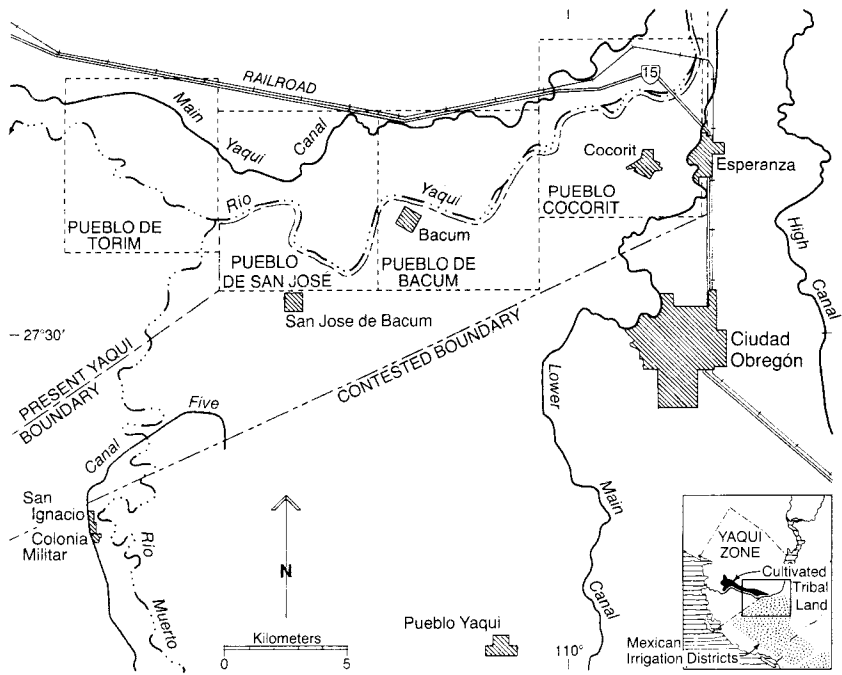 RAILROAD
15
Main
Yaqui
Canal
Cocorit
Esperanza
PUEBLO
COCORIT
Rio
Yaqui
PUEBLO DE
TORIM
Bacum
PUEBLO
DE SAN JOSÉ
PUEBLO DE
BACUM
High
Canal
San Jose de Bacum
27°30'
CONTESTED BOUNDARY
Ciudad
Obregón
PRESENT YAQUI
BOUNDARY
Five
Canal
Lower
Main
Canal
San
Ignacio
Colonia
Militar
Rio
Muerto
N
YAQUI
ZONE
Cultivated
Tribal
Land
Mexican
Irrigation Districts
Kilometers
0 5
Pueblo Yaqui
110°